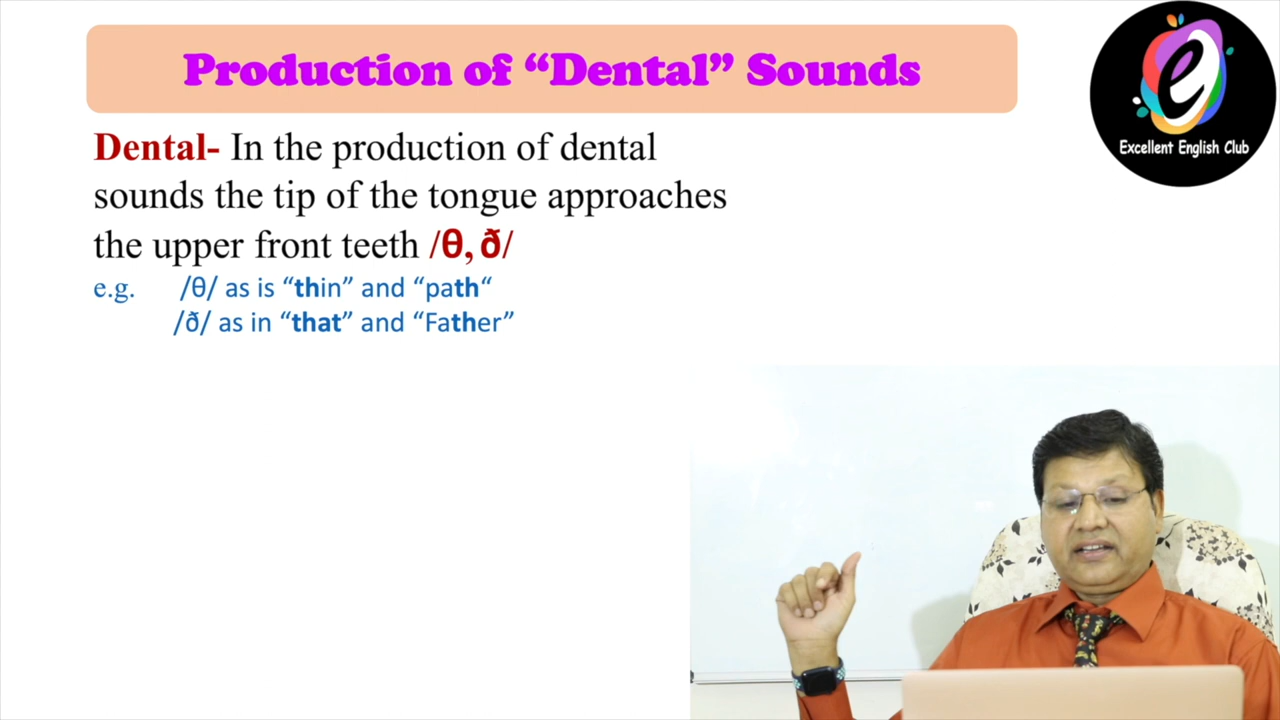 Production of “Dental” Sounds
Excellent English Club
Dental- In the production of dental
sounds the tip of the tongue approaches
the upper front teeth /θ, ð/
e.g. /θ/ as is “thin” and “path“
/ð/ as in “that” and “Father”